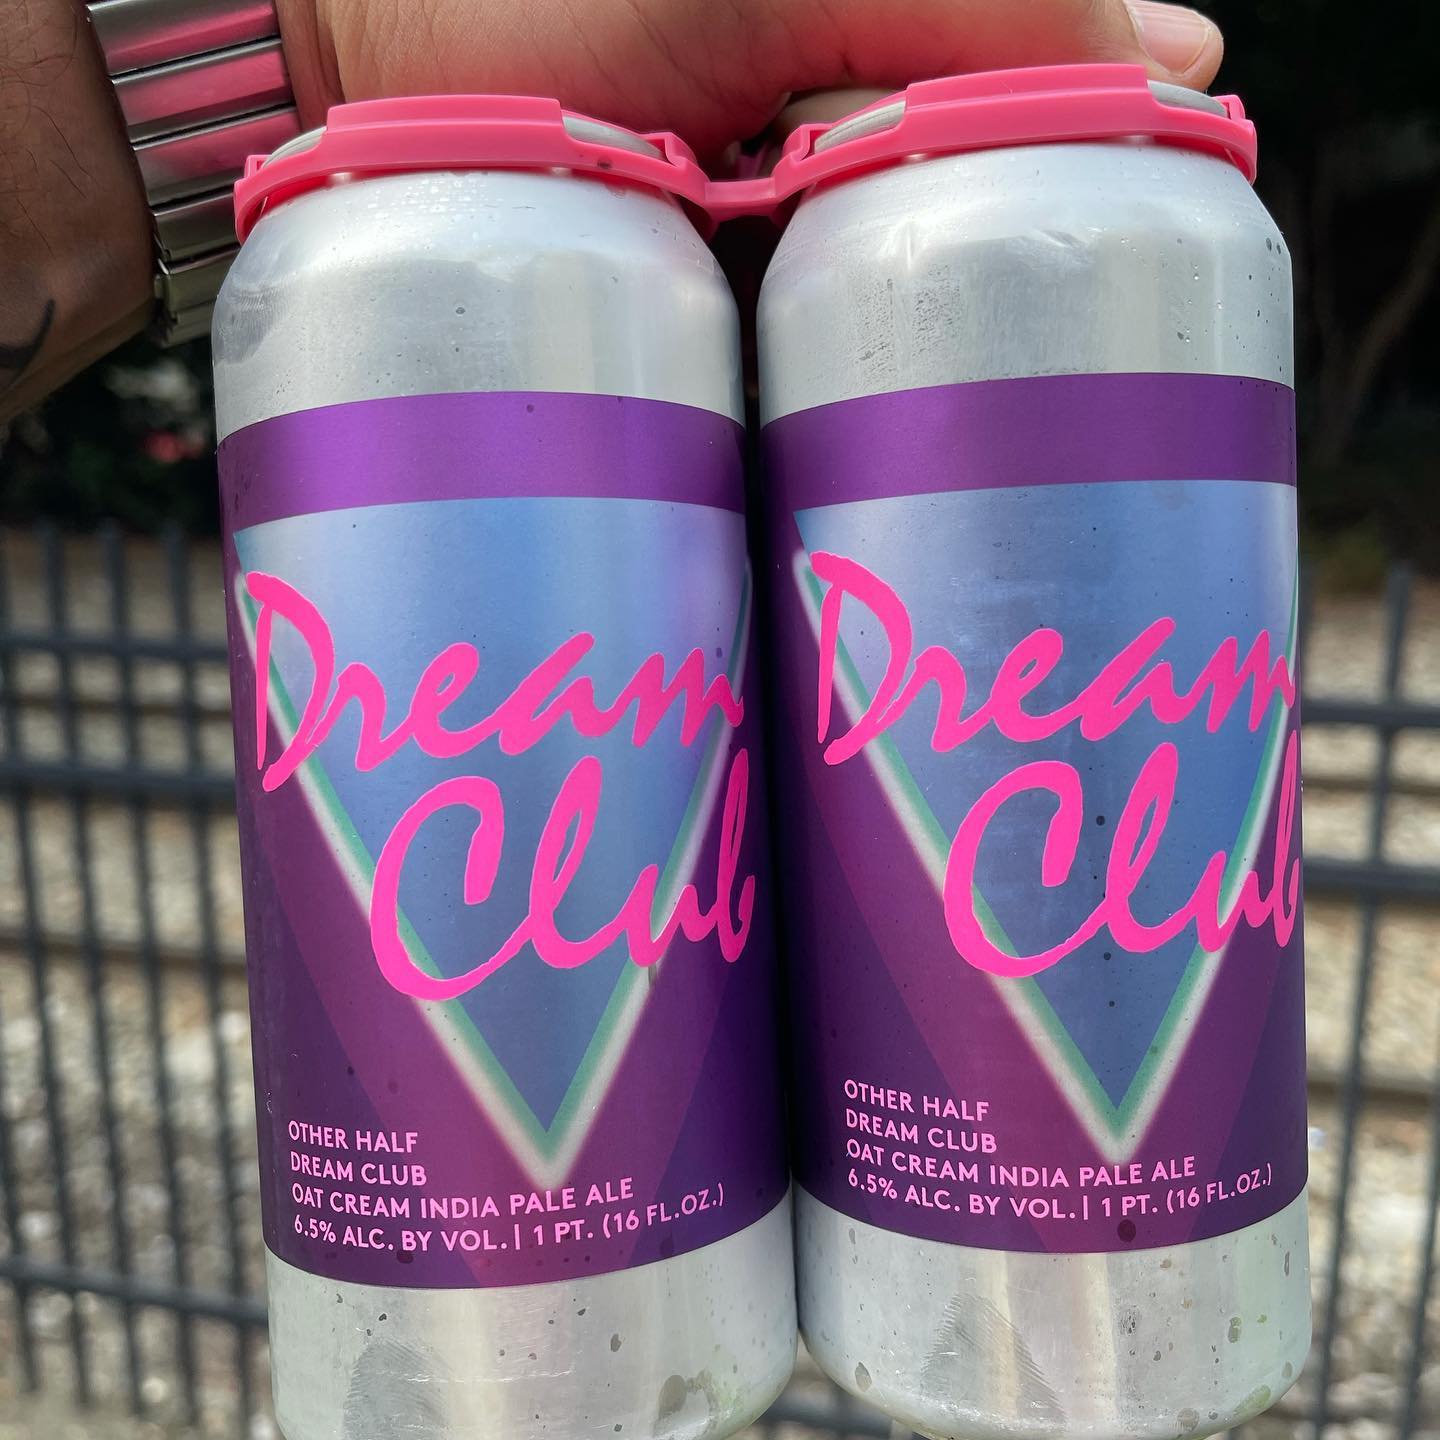 Dream
Club
OTHER HALF
DREAM CLUB
OAT CREAM INDIA PALE ALE
6.5% ALC. BY VOL. | 1 PT. (16 FL.OZ.)
Dream
Club
OTHER HALF
DREAM CLUB
OAT CREAM INDIA PALE ALE
6.5% ALC. BY VOL. | 1 PT. (16 FL.OZ.)